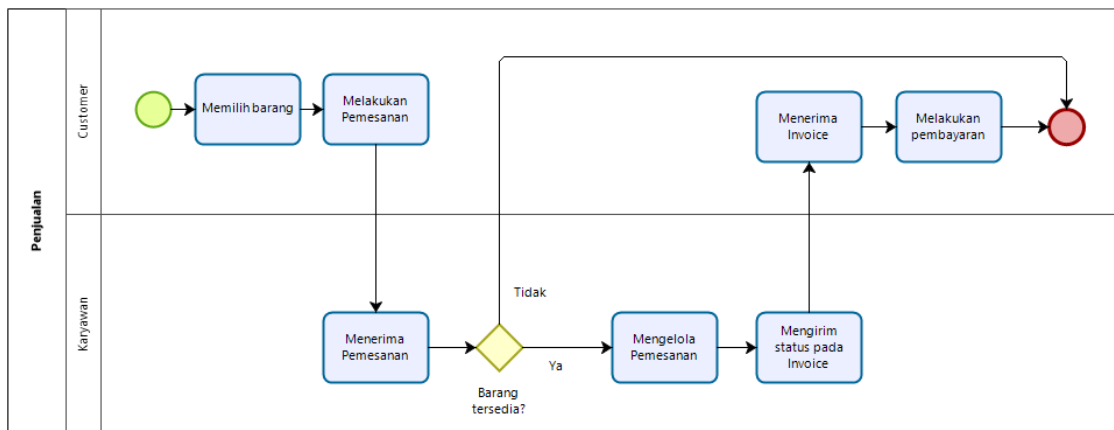 Penjualan
Customer
Memilih barang
Melakukan
Pemesanan
Menerima
Invoice
Melakukan
pembayaran
Karyawan
Menerima
Pemesanan
Barang
tersedia?
Tidak
Ya
Mengelola
Pemesanan
Mengirim
status pada
Invoice